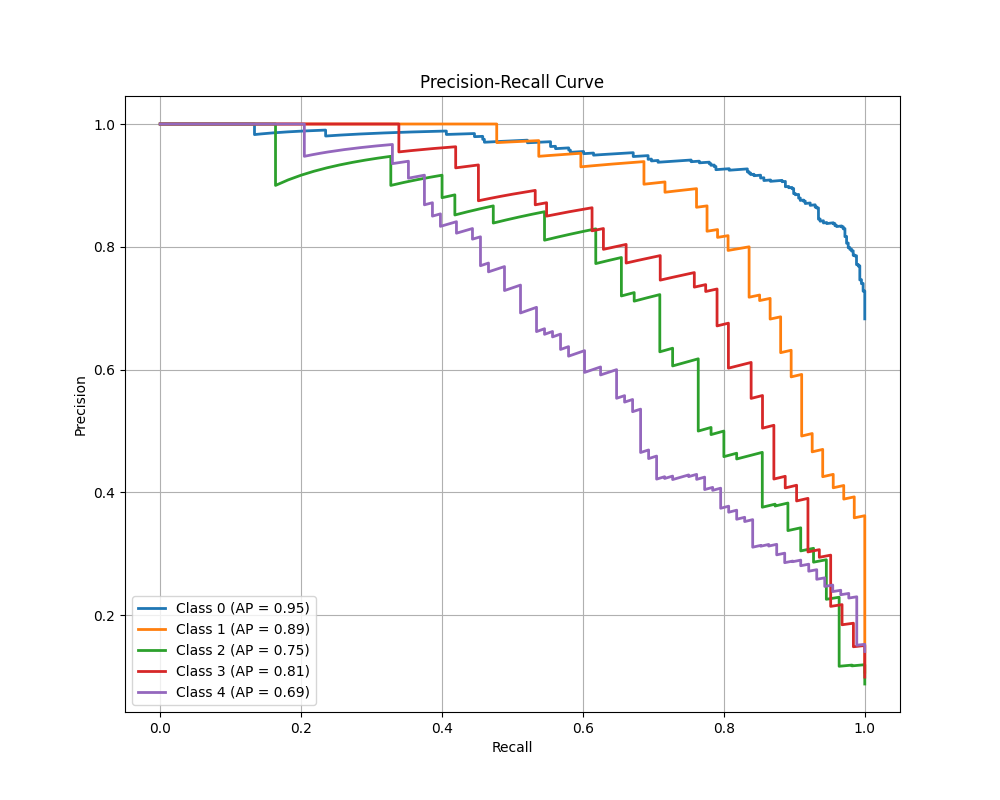 Precision-Recall Curve
Precision
1.0
0.8
0.6
0.4
0.2
Class 0 (AP = 0.95)
Class 1 (AP = 0.89)
Class 2 (AP = 0.75)
Class 3 (AP = 0.81)
Class 4 (AP = 0.69)
0.0
0.2
0.4
0.6
0.8
1.0
Recall